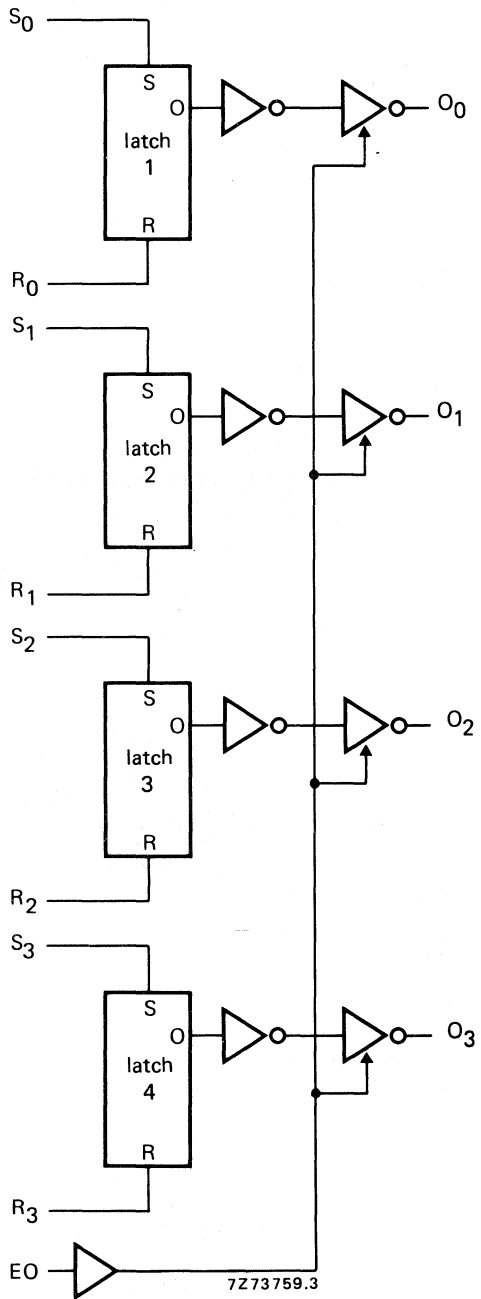 S0
S
O
O0
latch
1
R
R0
S1
S
O
O1
latch
2
R
R1
S2
S
O
O2
latch
3
R
R2
S3
S
O
O3
latch
4
R
R3
EO
7Z73759.3